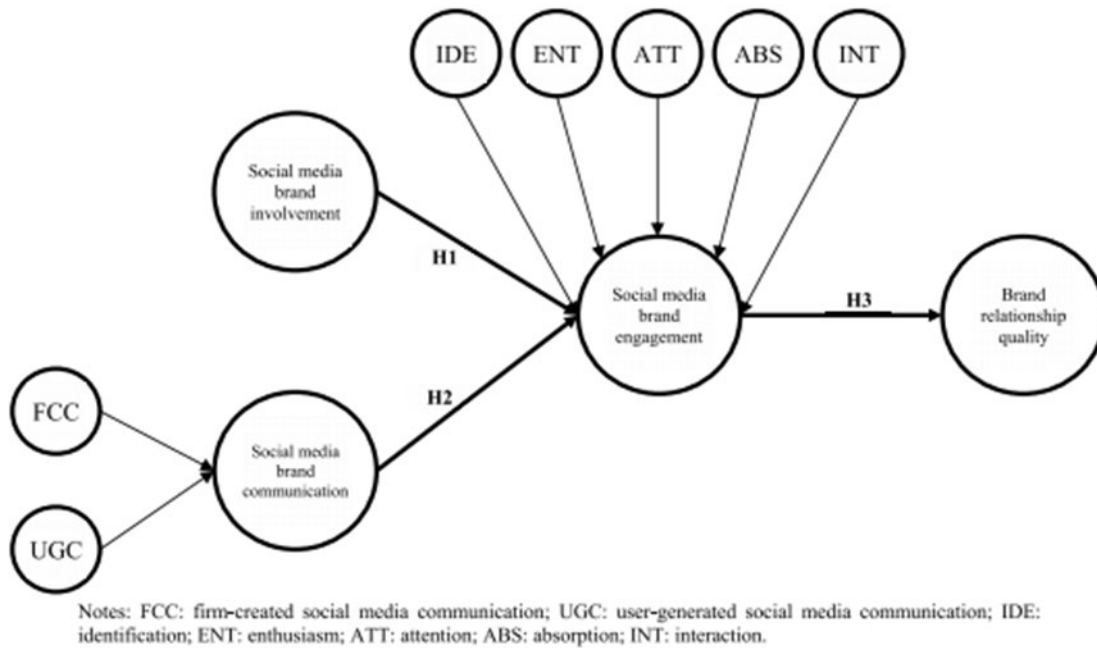 IDE
ENT
ATT
ABS
INT
Social media
brand
involvement
H1
Social media
brand
engagement
H3
Brand
relationship
quality
FCC
H2
Social media
brand
communication
UGC
Notes: FCC: firm-created social media communication; UGC: user-generated social media communication; IDE:
identification; ENT: enthusiasm; ATT: attention; ABS: absorption; INT: interaction.